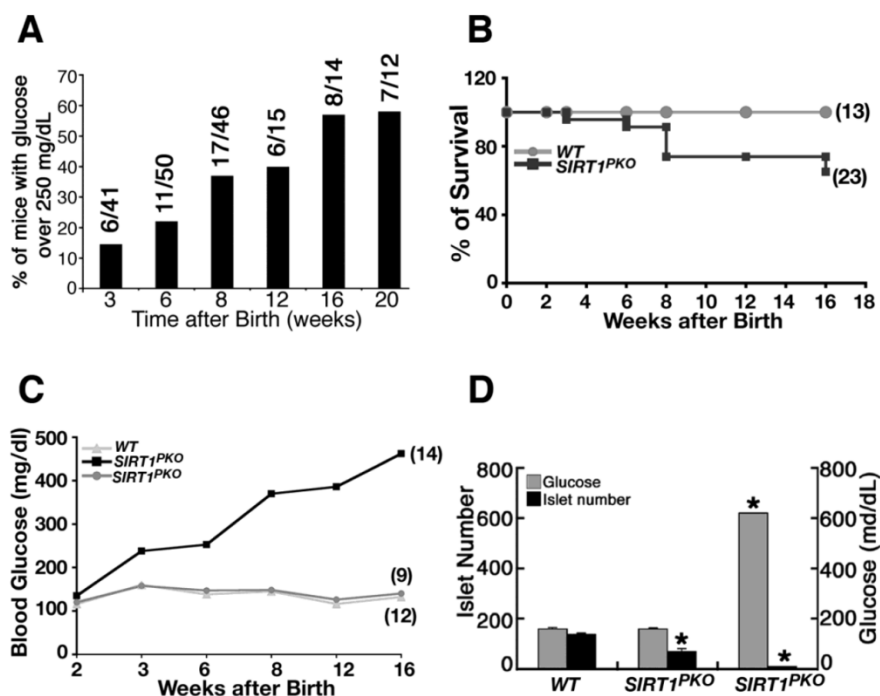 A
% of mice with glucose
over 250 mg/dL
70
60
50
40
30
20
10
0
6/41
11/50
17/46
6/15
8/14
7/12
3 6 8 12 16 20
Time after Birth (weeks)
B
% of Survival
120
80
40
0
WT
SIRT1PKO
(13)
(23)
0 2 4 6 8 10 12 14 16 18
Weeks after Birth
C
Blood Glucose (mg/dl)
500
400
300
200
100
0
WT
SIRT1PKO
SIRT1PKO
(14)
(9)
(12)
2 3 6 8 12 16
Weeks after Birth
D
Islet Number
800
600
400
200
0
Glucose
Islet number
*
*
*
800
600
400
200
0
Glucose (md/dL)
WT SIRT1PKO SIRT1PKO